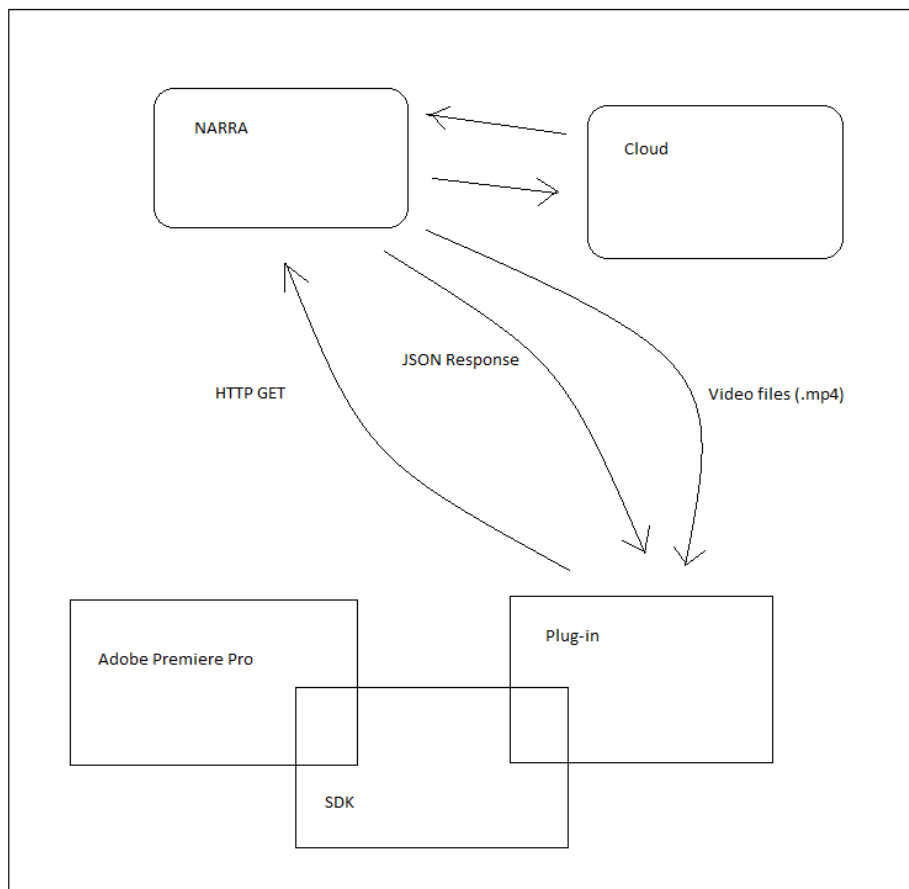 NARRA
Cloud
JSON Response
HTTP GET
Video files (.mp4)
Plug-in
Adobe Premiere Pro
SDK